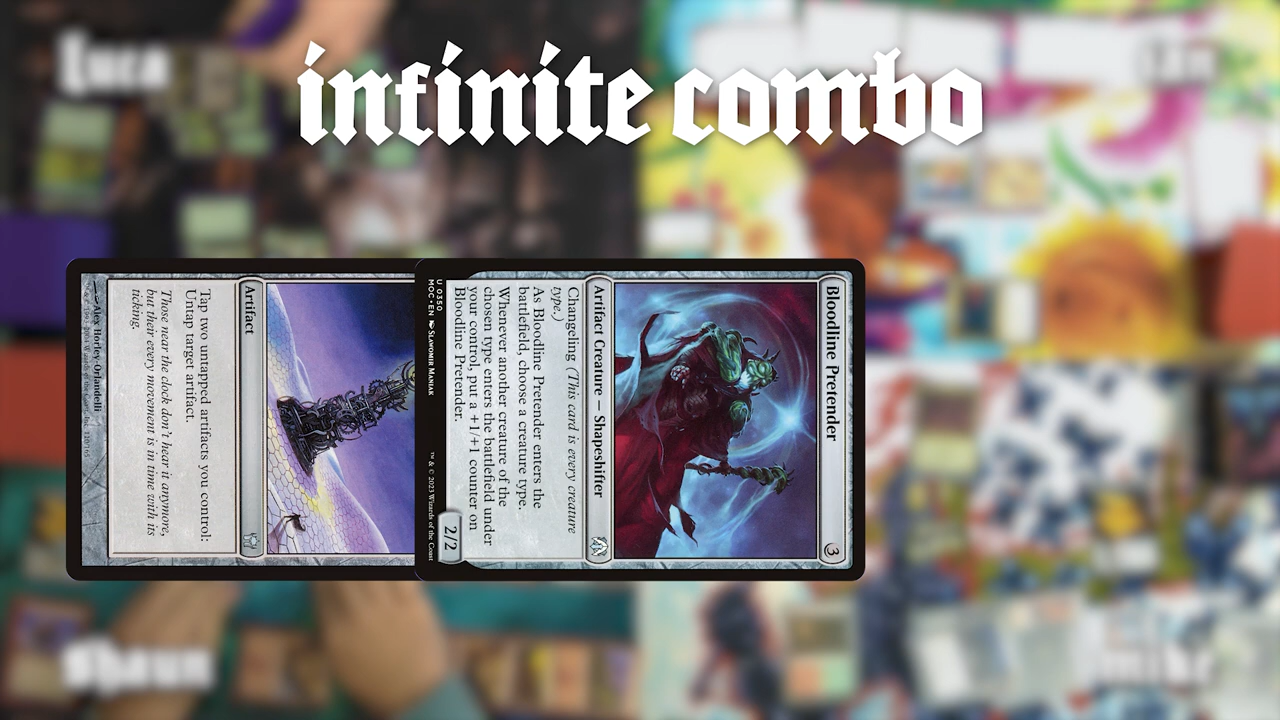 infinite combo
Luca
Bloodline Pretender
3
Artifact Creature — Shapeshifter
Changeling (This card is every creature
type.)
As Bloodline Pretender enters the
battlefield, choose a creature type.
Whenever another creature of the
chosen type enters the battlefield under
your control, put a +1/+1 counter on
Bloodline Pretender.
2/2
U 0350
MOC • EN SLAWOMIR MANIAK
™ & © 2023 Wizards of the Coast
Artifact
Tap two untapped artifacts you control:
Untap target artifact.
Those near the clock don't hear it anymore,
but their every movement is in time with its
ticking.
Shaun